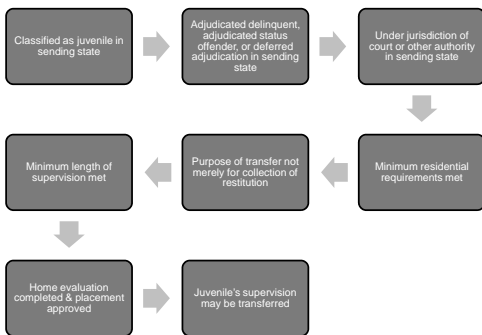 Classified as juvenile in
sending state
Adjudicated delinquent,
adjudicated status
offender, or deferred
adjudication in sending
state
Under jurisdiction of
court or other authority
in sending state
Minimum residential
requirements met
Purpose of transfer not
merely for collection of
restitution
Minimum length of
supervision met
Home evaluation
completed & placement
approved
Juvenile's supervision
may be transferred